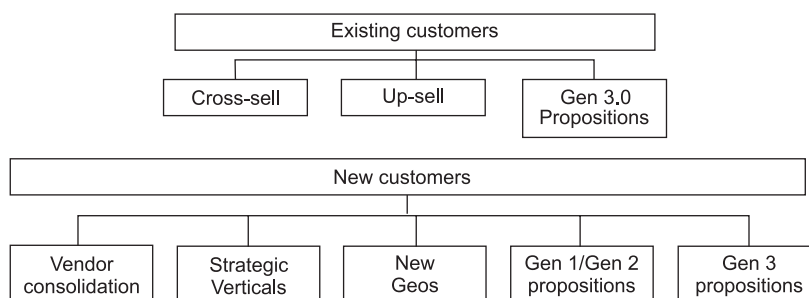 Existing customers
Cross-sell
Up-sell
Gen 3.0
Propositions
New customers
Vendor
consolidation
Strategic
Verticals
New
Geos
Gen 1/Gen 2
propositions
Gen 3
propositions